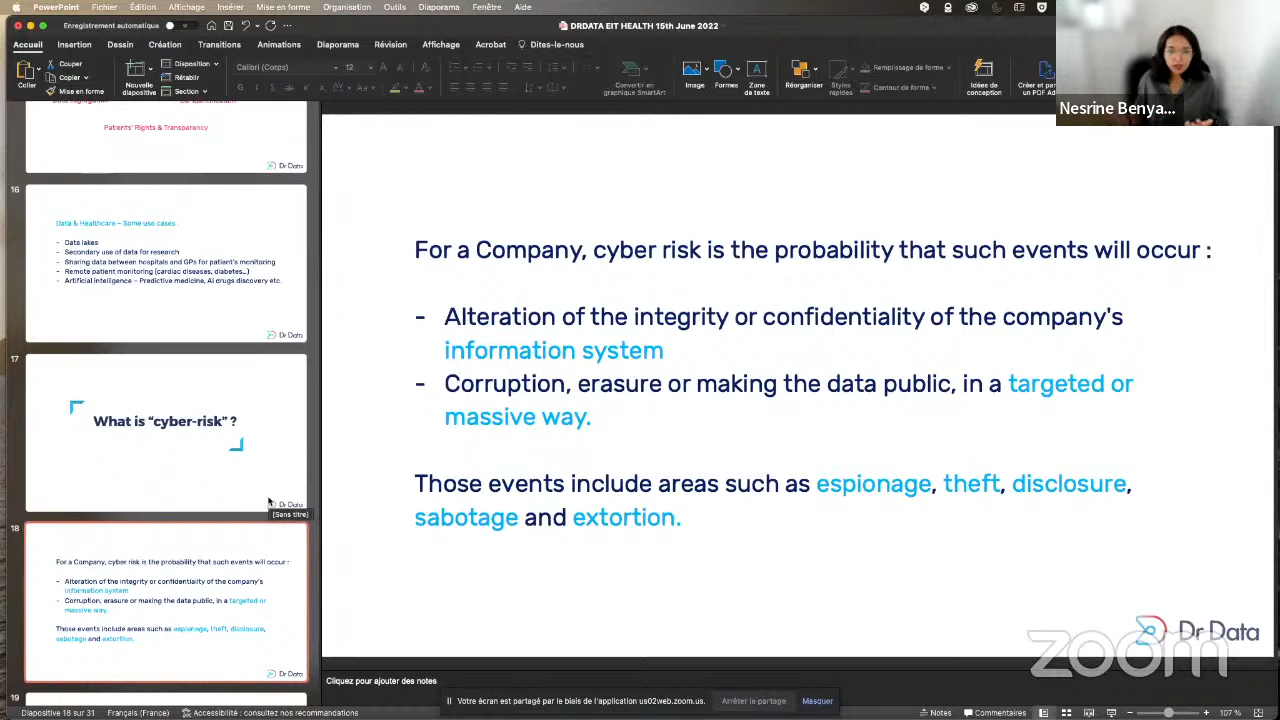 PowerPoint Fichier Édition Affichage Insertion Format Organisation Outils Diaporama Fenêtre Aide
Enregistrement automatique
DRDATA EIT HEALTH 15th June 2022
Accueil Insertion Dessin Création Transitions Animations Diaporama Révision Affichage Acrobat Dites-le-nous
Coller
Couper
Copier
Mise en forme
Nouvelle diapositive
Disposition
Rétablir
Section
Calibri (Corps) 12
Convertir en graphique SmartArt
Image
Formes
Zone de texte
Réorganiser
Styles rapides
Remplissage de forme
Contour de forme
Idées de conception
Créer et par
un PDF Ad
Nesrine Benya...
Patients' Rights & Transparency
Dr Data
16
Data & Healthcare – Some use cases .
- Data lakes
- Secondary use of data for research
- Sharing data between hospitals and GPs for patient's monitoring
- Remote patient monitoring (cardiac diseases, diabetes…)
- Artificial intelligence – Predictive medicine, AI drugs discovery etc.
Dr Data
17
What is “cyber-risk” ?
Dr Data
[Sans titre]
18
For a Company, cyber risk is the probability that such events will occur :
- Alteration of the integrity or confidentiality of the company's
information system
- Corruption, erasure or making the data public, in a targeted or
massive way.
Those events include areas such as espionage, theft, disclosure,
sabotage and extortion.
Dr Data
19
For a Company, cyber risk is the probability that such events will occur :
- Alteration of the integrity or confidentiality of the company's
information system
- Corruption, erasure or making the data public, in a targeted or
massive way.
Those events include areas such as espionage, theft, disclosure,
sabotage and extortion.
Dr Data
zoom
Cliquez pour ajouter des notes
Votre écran est partagé par le biais de l'application us02web.zoom.us. Arrêter le partage Masquer
Diapositive 18 sur 31 Français (France) Accessibilité : consultez nos recommandations Notes Commentaires 107 %